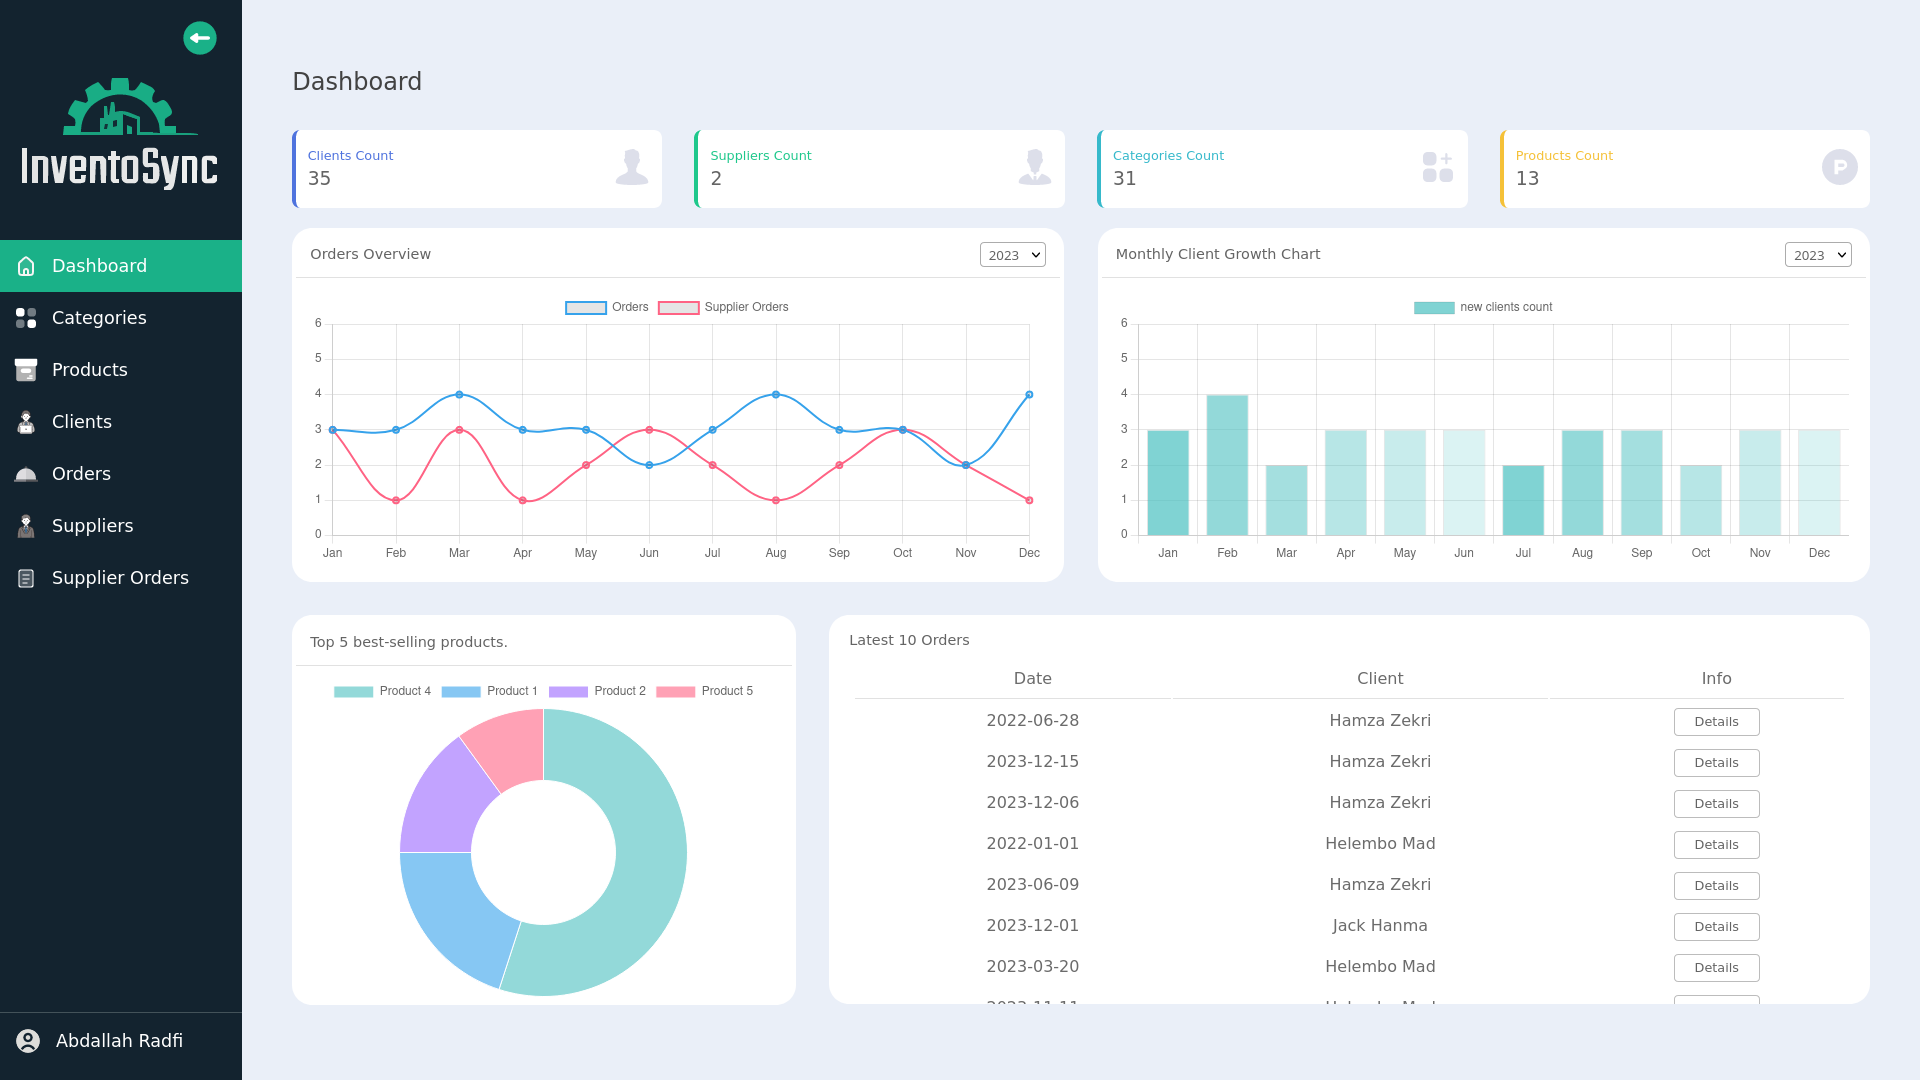 InventoSync
Dashboard
Categories
Products
Clients
Orders
Suppliers
Supplier Orders
Abdallah Radfi
Dashboard
Clients Count
35
Suppliers Count
2
Categories Count
31
Products Count
13
P
Orders Overview
2023
Orders Supplier Orders
6
5
4
3
2
1
0
Jan Feb Mar Apr May Jun Jul Aug Sep Oct Nov Dec
Monthly Client Growth Chart
2023
new clients count
6
5
4
3
2
1
0
Jan Feb Mar Apr May Jun Jul Aug Sep Oct Nov Dec
Top 5 best-selling products.
Product 4 Product 1 Product 2 Product 5
Latest 10 Orders
Date Client Info
2022-06-28 Hamza Zekri Details
2023-12-15 Hamza Zekri Details
2023-12-06 Hamza Zekri Details
2022-01-01 Helembo Mad Details
2023-06-09 Hamza Zekri Details
2023-12-01 Jack Hanma Details
2023-03-20 Helembo Mad Details